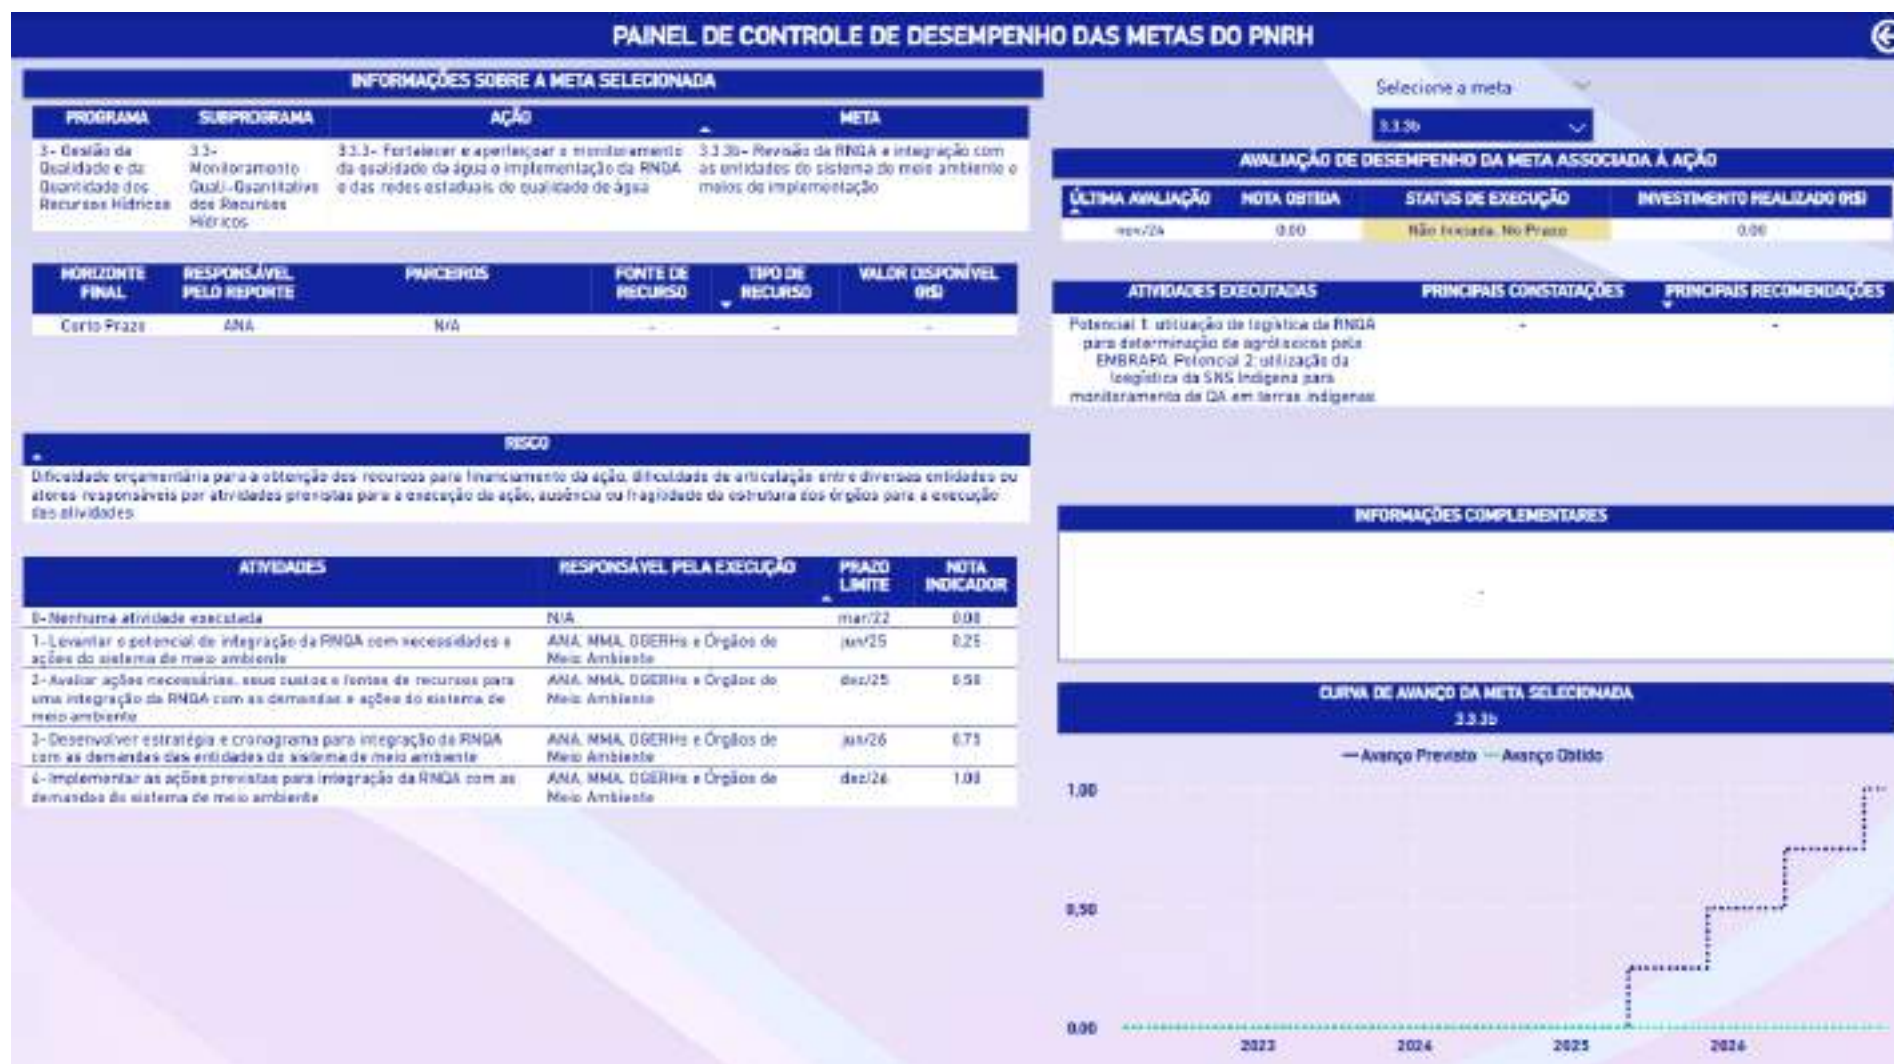 PAINEL DE CONTROLE DE DESEMPENHO DAS METAS DO PNRH
INFORMAÇÕES SOBRE A META SELECIONADA
PROGRAMA SUBPROGRAMA AÇÃO META
3- Gestão da Qualidade e da Quantidade dos Recursos Hídricos
3.3- Monitoramento Quali-Quantitativo dos Recursos Hídricos
3.3.3- Fortalecer e aperfeiçoar o monitoramento da qualidade da água e implementação da RNQA e das redes estaduais de qualidade de água
3.3.3b- Revisão da RNQA e integração com as entidades do sistema de meio ambiente e meios de implementação
HORIZONTE FINAL RESPONSÁVEL PELO REPORTE PARCEIROS FONTE DE RECURSO TIPO DE RECURSO VALOR DISPONÍVEL (R$)
Curto Prazo ANA N/A - - -
RISCO
Dificuldade orçamentária para a obtenção dos recursos para financiamento da ação, dificuldade de articulação entre diversas entidades ou
atores responsáveis por atividades previstas para a execução da ação, ausência ou fragilidade da estrutura dos órgãos para a execução
das atividades
ATIVIDADES RESPONSÁVEL PELA EXECUÇÃO PRAZO LIMITE NOTA INDICADOR
0- Nenhuma atividade executada N/A mar/22 0.00
1- Levantar o potencial de integração da RNQA com necessidades e ações do sistema de meio ambiente ANA, MMA, OGERHs e Órgãos de Meio Ambiente jun/25 0.25
2- Avaliar ações necessárias, seus custos e fontes de recursos para uma integração da RNQA com as demandas e ações do sistema de meio ambiente ANA, MMA, OGERHs e Órgãos de Meio Ambiente dez/25 0.50
3- Desenvolver estratégia e cronograma para integração da RNQA com as demandas das entidades do sistema de meio ambiente ANA, MMA, OGERHs e Órgãos de Meio Ambiente jun/26 0.75
4- Implementar as ações previstas para integração da RNQA com as demandas do sistema de meio ambiente ANA, MMA, OGERHs e Órgãos de Meio Ambiente dez/26 1.00
Selecione a meta
3.3.3b
AVALIAÇÃO DE DESEMPENHO DA META ASSOCIADA À AÇÃO
ÚLTIMA AVALIAÇÃO NOTA OBTIDA STATUS DE EXECUÇÃO INVESTIMENTO REALIZADO (R$)
nov/24 0.00 Não Iniciada, No Prazo 0.00
ATIVIDADES EXECUTADAS PRINCIPAIS CONSTATAÇÕES PRINCIPAIS RECOMENDAÇÕES
Potencial 1: utilização de logística da RNQA - -
para determinação de agrotóxicos pela
EMBRAPA. Potencial 2: utilização da
longística da SNS Indígena para
monitoramento de QA em terras indígenas
INFORMAÇÕES COMPLEMENTARES
-
CURVA DE AVANÇO DA META SELECIONADA
3.3.3b
Avanço Previsto Avanço Obtido
1,00
0,50
0,00
2023 2024 2025 2026